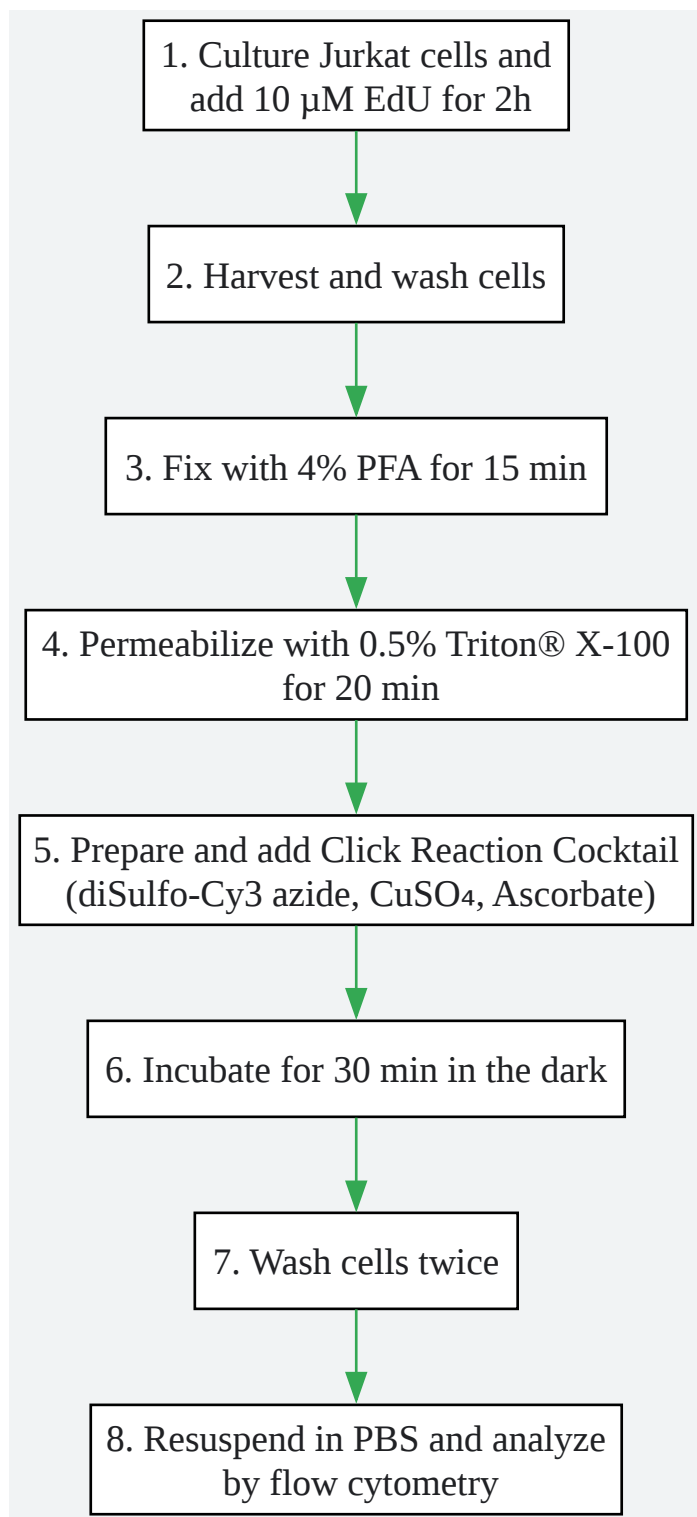 1. Culture Jurkat cells and
add 10 µM EdU for 2h
2. Harvest and wash cells
3. Fix with 4% PFA for 15 min
4. Permeabilize with 0.5% Triton® X-100
for 20 min
5. Prepare and add Click Reaction Cocktail
(diSulfo-Cy3 azide, CuSO₄, Ascorbate)
6. Incubate for 30 min in the dark
7. Wash cells twice
8. Resuspend in PBS and analyze
by flow cytometry